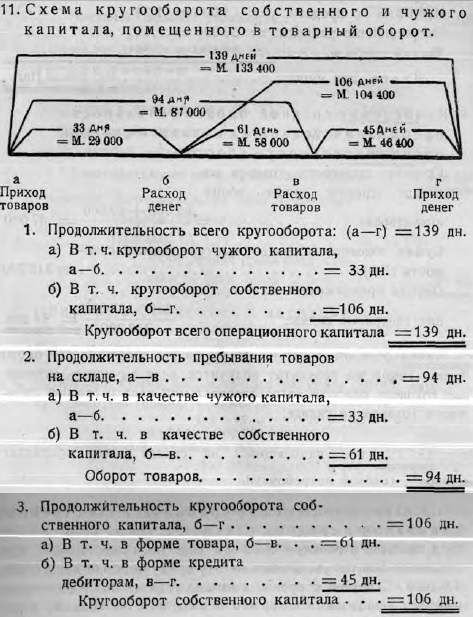 11. Схема кругооборота собственного и чужого
капитала, помещенного в товарный оборот.
139 ДНЕЙ
= М. 133 400
106 ДНЕЙ
= М. 104 400
94 ДНЯ
= М. 87 000
33 ДНЯ
= М. 29 000
61 ДЕНЬ
= М. 58 000
45 ДНЕЙ
= М. 46 400
а б в г
Приход Расход Расход Приход
товаров денег товаров денег
1. Продолжительность всего кругооборота: (а—г) = 139 дн.
а) В т. ч. кругооборот чужого капитала,
а—б. . . . . . . . . . . . . = 33 дн.
б) В т. ч. кругооборот собственного
капитала, б—г. . . . . . . . . =106 дн.
Кругооборот всего операционного капитала =139 дн.
2. Продолжительность пребывания товаров
на складе, а—в . . . . . . . . . . . . =94 дн.
а) В т. ч. в качестве чужого капитала,
а—б. . . . . . . . . . . . . =33 дн.
б) В т. ч. в качестве собственного
капитала, б—в. . . . . . . . . = 61 дн.
Оборот товаров. . . . . . . . . =94 дн.
3. Продолжительность кругооборота соб-
ственного капитала, б—г . . . . . . . . . =106 дн.
а) В т. ч. в форме товара, б—в. . . =61 дн.
б) В т. ч. в форме кредита
дебиторам, в—г. . . . . . . . . = 45 дн.
Кругооборот собственного капитала . . . =106 дн.